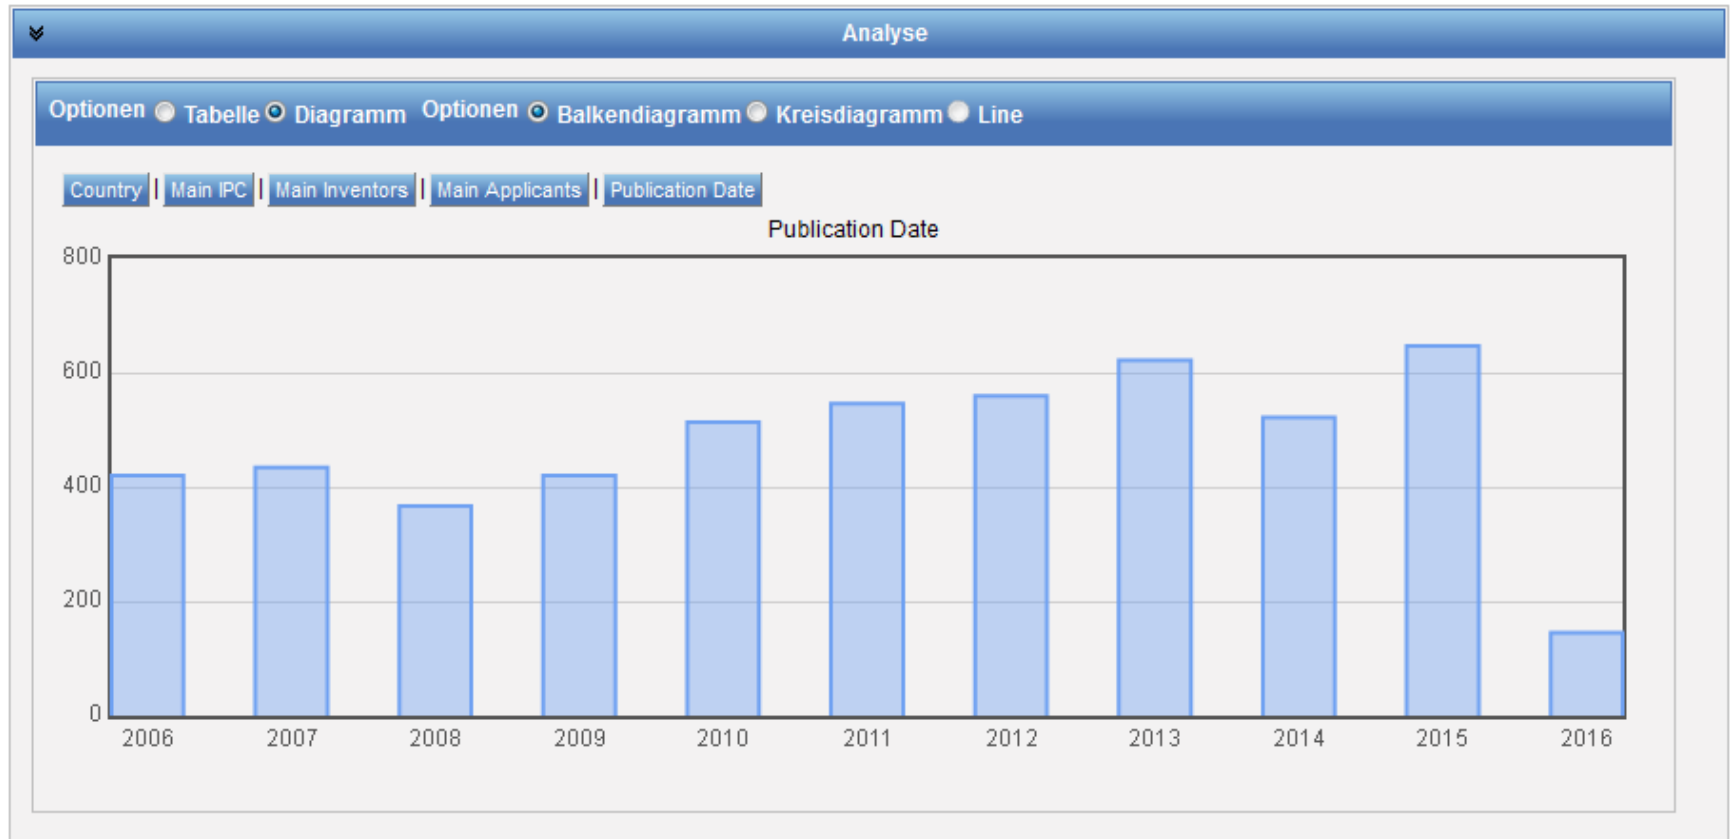 Analyse
Optionen Tabelle Diagramm Optionen Balkendiagramm Kreisdiagramm Line
Country | Main IPC | Main Inventors | Main Applicants | Publication Date
Publication Date
800
600
400
200
0
2006 2007 2008 2009 2010 2011 2012 2013 2014 2015 2016